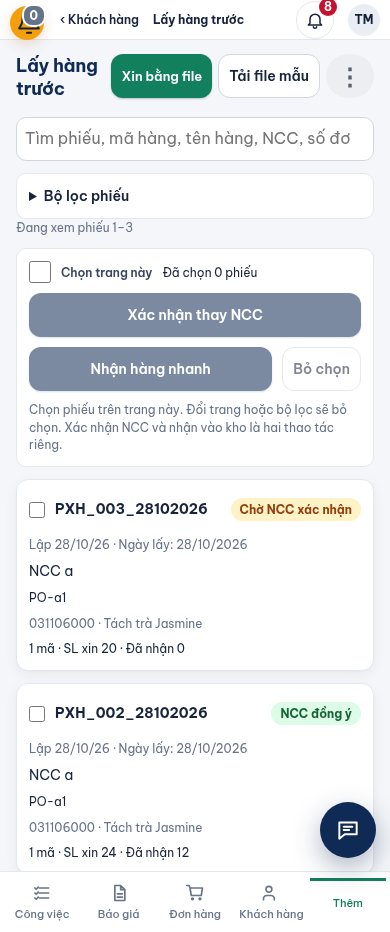 0
‹ Khách hàng Lấy hàng trước
8
TM
Lấy hàng
trước
Xin bằng file
Tải file mẫu
Tìm phiếu, mã hàng, tên hàng, NCC, số đơ
Bộ lọc phiếu
Đang xem phiếu 1–3
Chọn trang này Đã chọn 0 phiếu
Xác nhận thay NCC
Nhận hàng nhanh
Bỏ chọn
Chọn phiếu trên trang này. Đổi trang hoặc bộ lọc sẽ bỏ
chọn. Xác nhận NCC và nhận vào kho là hai thao tác
riêng.
PXH_003_28102026
Chờ NCC xác nhận
Lập 28/10/26 · Ngày lấy: 28/10/2026
NCC a
PO-a1
031106000 · Tách trà Jasmine
1 mã · SL xin 20 · Đã nhận 0
PXH_002_28102026
NCC đồng ý
Lập 28/10/26 · Ngày lấy: 28/10/2026
NCC a
PO-a1
031106000 · Tách trà Jasmine
1 mã · SL xin 24 · Đã nhận 12
Công việc
Báo giá
Đơn hàng
Khách hàng
Thêm